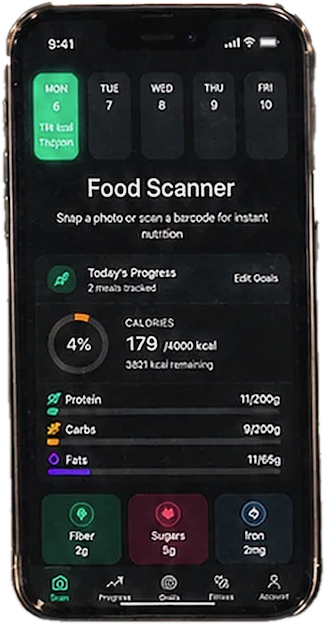 9:41
MON
6
TUE
7
WED
8
THU
9
FRI
10
Food Scanner
Snap a photo or scan a barcode for instant
nutrition
Today's Progress
2 meals tracked
Edit Goals
4%
CALORIES
179 /4000 kcal
3821 kcal remaining
Protein
11/200g
Carbs
9/200g
Fats
11/65g
Fiber
2g
Sugars
5g
Iron
2mg
Scan
Progress
Account